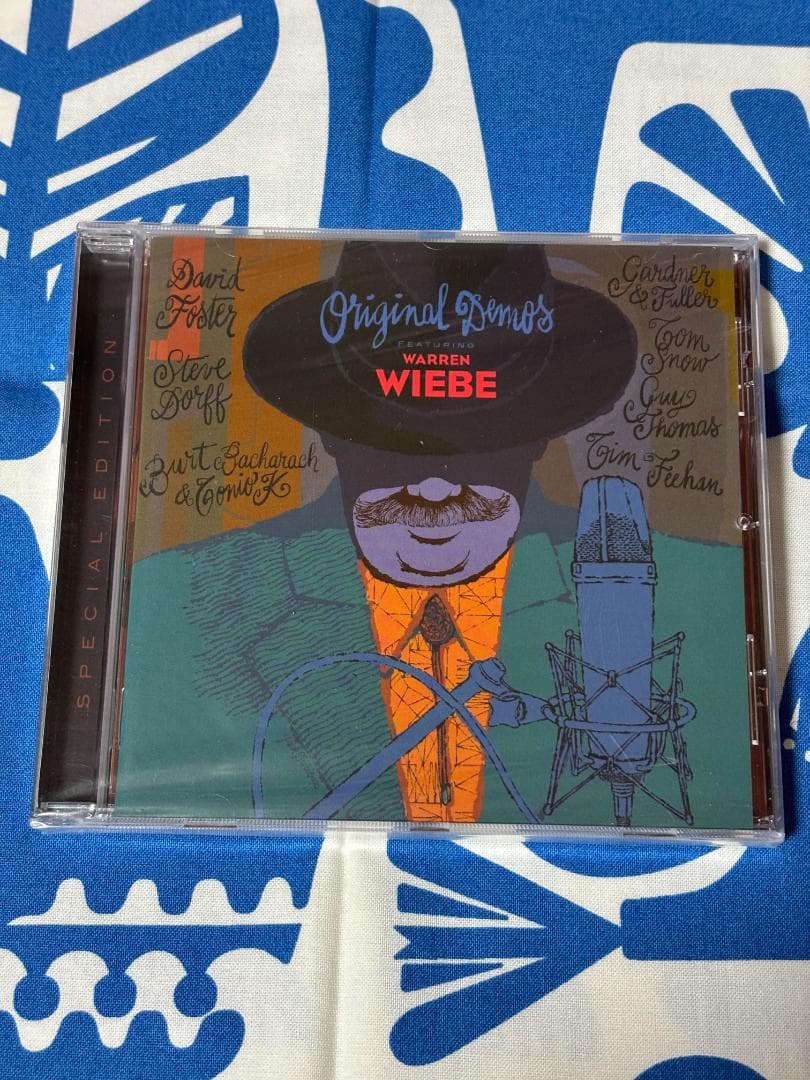 SPECIAL EDITION
Original Demos
FEATURING
WARREN
WIEBE
David
Foster
Steve
Dorff
Burt Bacharach
& Tonio K
Gardner
& Fuller
Tom
Snow
Guy
Thomas
Tim Feehan